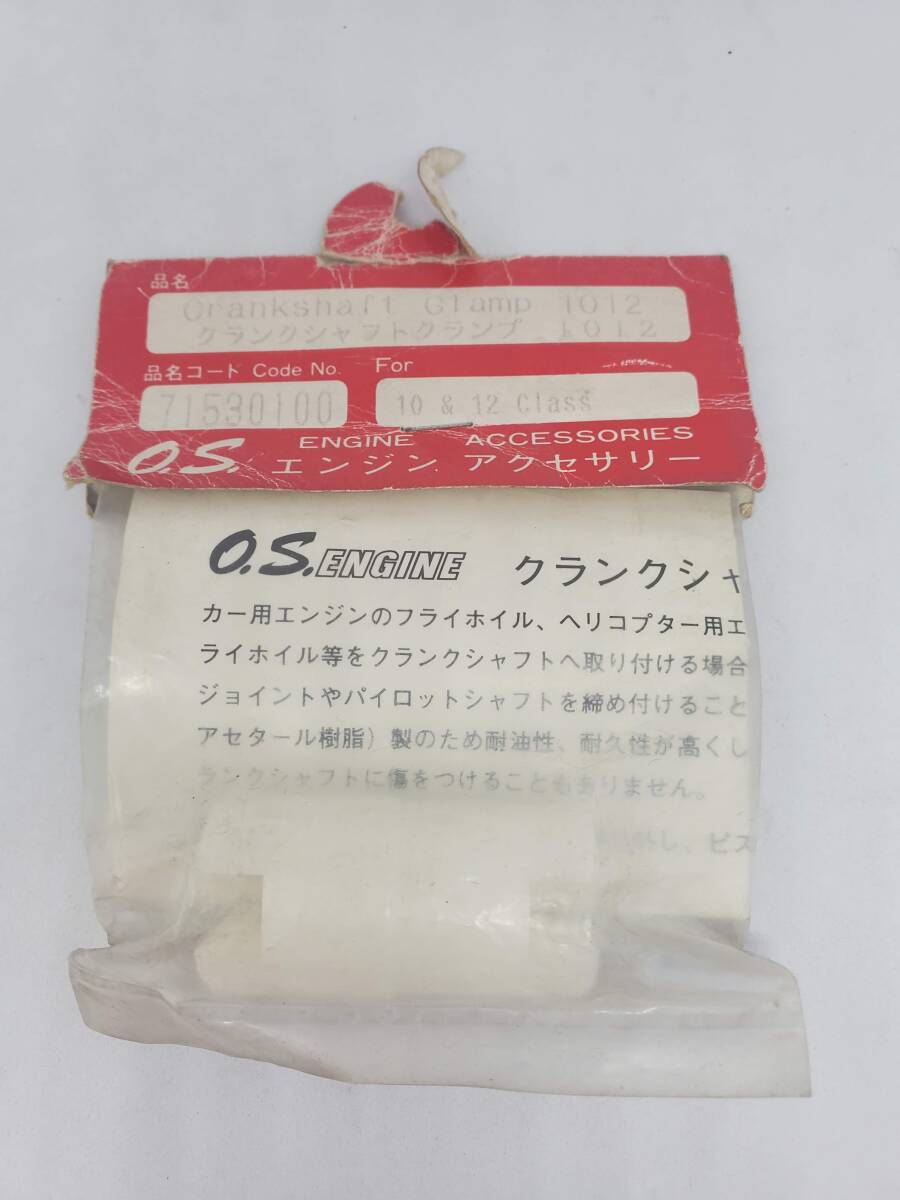 品名
Crankshaft Clamp 1012
クランクシャフトクランプ 1012
品名コード Code No. For
71530100 10 & 12 Class
ENGINE ACCESSORIES
O.S. エンジン アクセサリー
O.S. ENGINE クランクシャ
カー用エンジンのフライホイル、ヘリコプター用エ
ライホイル等をクランクシャフトへ取り付ける場合
ジョイントやパイロットシャフトを締め付けること
アセタール樹脂）製のため耐油性、耐久性が高くし
ランクシャフトに傷をつけることもありません。
し、ピス